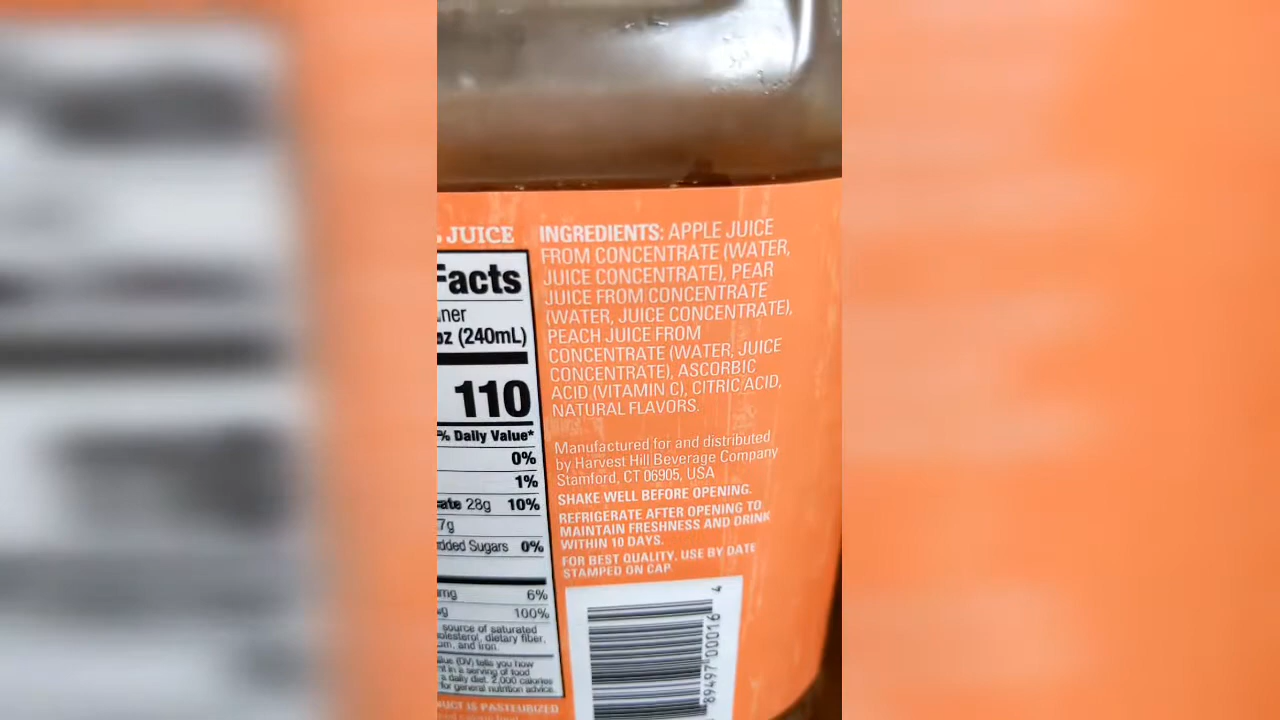 JUICE
Facts
oz (240mL)
110
% Daily Value*
0%
1%
28g 10%
7g
Sugars 0%
6%
100%
source of saturated
dietary fiber,
and iron.
(DV) tells you how
in a serving of food
daily diet. 2,000 calories
for general nutrition advice.
IS PASTEURIZED
INGREDIENTS: APPLE JUICE
FROM CONCENTRATE (WATER,
JUICE CONCENTRATE), PEAR
JUICE FROM CONCENTRATE
(WATER, JUICE CONCENTRATE),
PEACH JUICE FROM
CONCENTRATE (WATER, JUICE
CONCENTRATE), ASCORBIC
ACID (VITAMIN C), CITRIC ACID,
NATURAL FLAVORS.
Manufactured for and distributed
by Harvest Hill Beverage Company
Stamford, CT 06905, USA
SHAKE WELL BEFORE OPENING.
REFRIGERATE AFTER OPENING TO
MAINTAIN FRESHNESS AND DRINK
WITHIN 10 DAYS.
FOR BEST QUALITY, USE BY DATE
STAMPED ON CAP
89497 00016 4